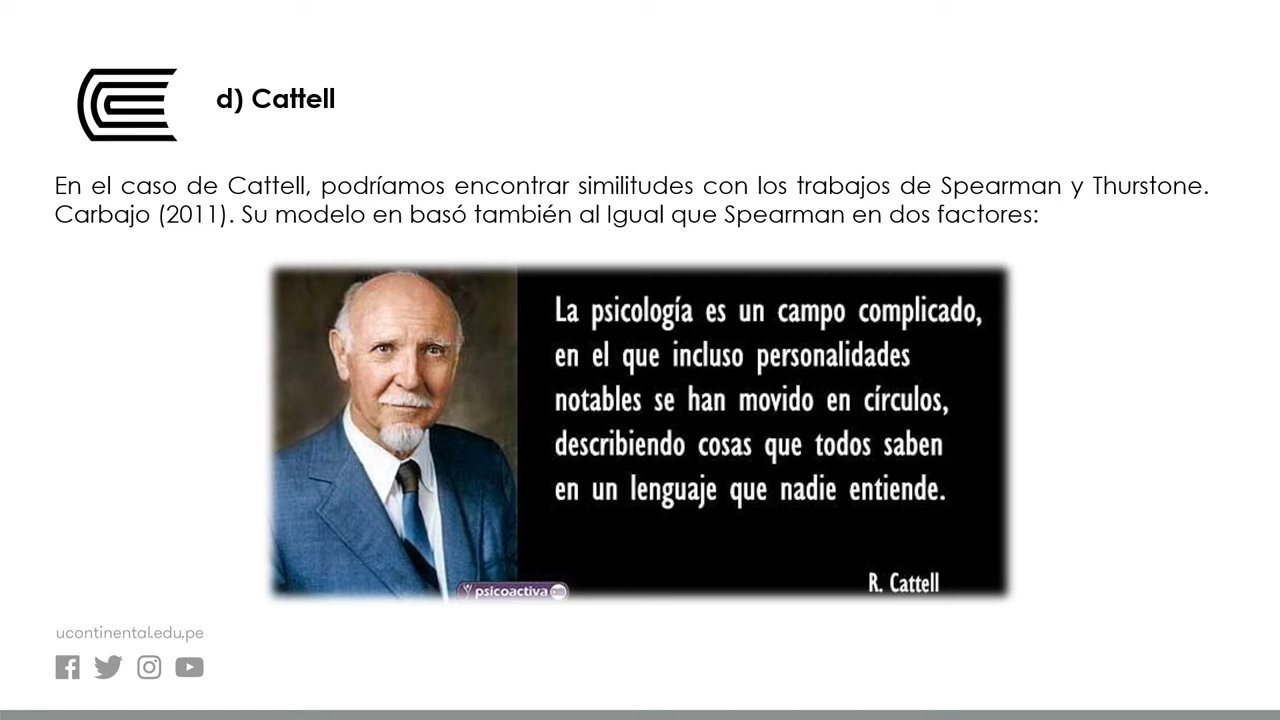 d) Cattell
En el caso de Cattell, podríamos encontrar similitudes con los trabajos de Spearman y Thurstone.
Carbajo (2011). Su modelo en basó también al Igual que Spearman en dos factores:
La psicología es un campo complicado,
en el que incluso personalidades
notables se han movido en círculos,
describiendo cosas que todos saben
en un lenguaje que nadie entiende.
R. Cattell
psicoactiva
ucontinental.edu.pe